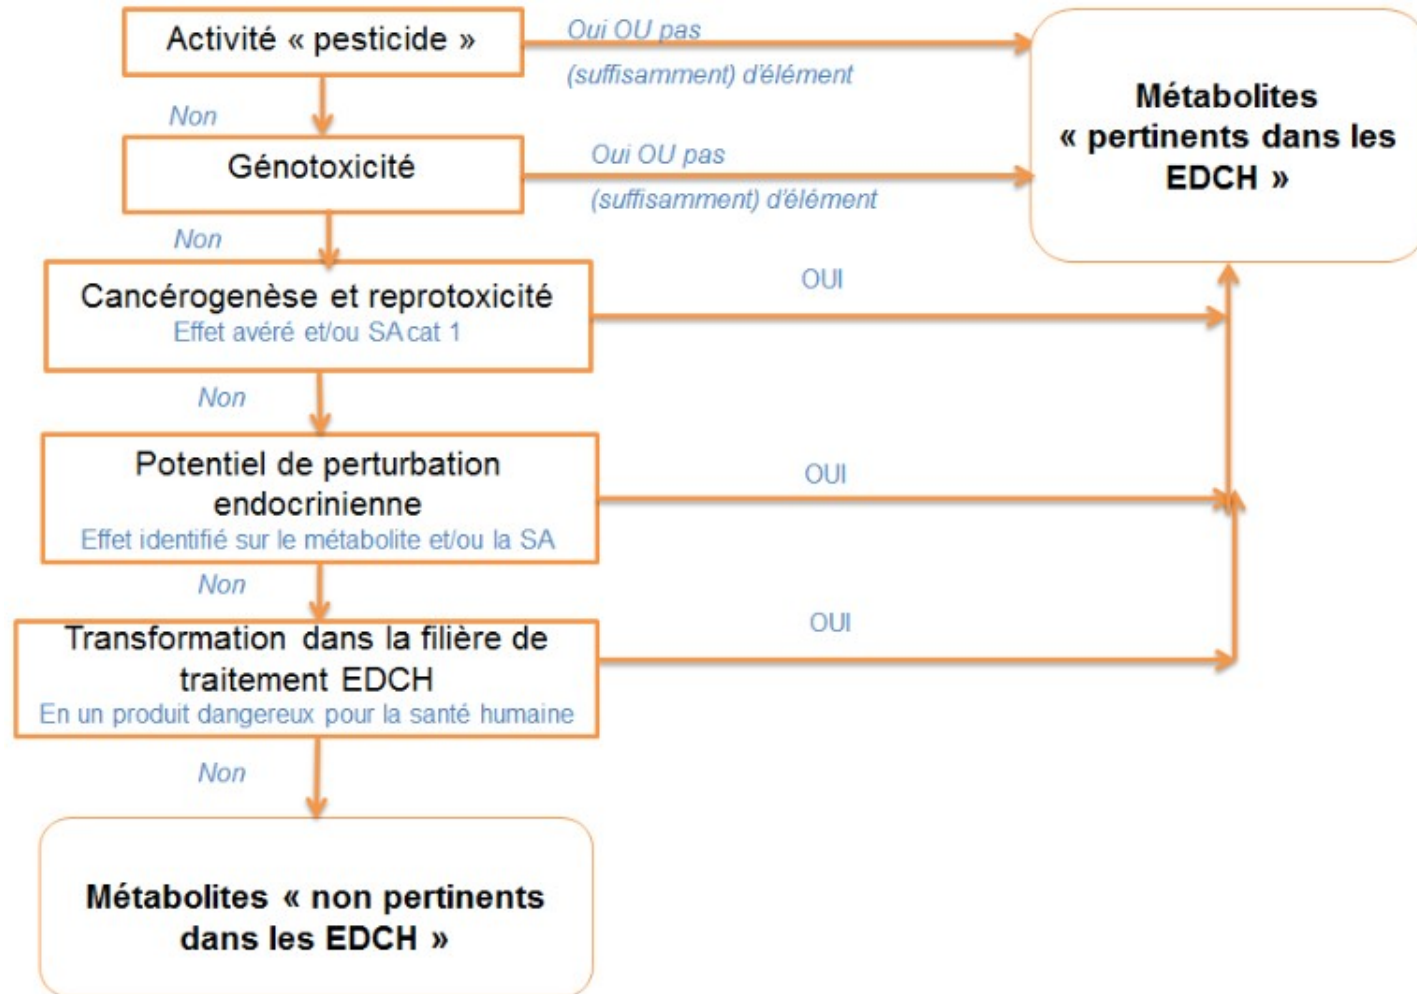 Activité « pesticide »
Oui OU pas
(suffisamment) d'élément
Métabolites
« pertinents dans les
EDCH »
Non
Génotoxicité
Oui OU pas
(suffisamment) d'élément
Non
Cancérogenèse et reprotoxicité
Effet avéré et/ou SA cat 1
OUI
Non
Potentiel de perturbation
endocrinienne
Effet identifié sur le métabolite et/ou la SA
OUI
Non
Transformation dans la filière de
traitement EDCH
En un produit dangereux pour la santé humaine
OUI
Non
Métabolites « non pertinents
dans les EDCH »